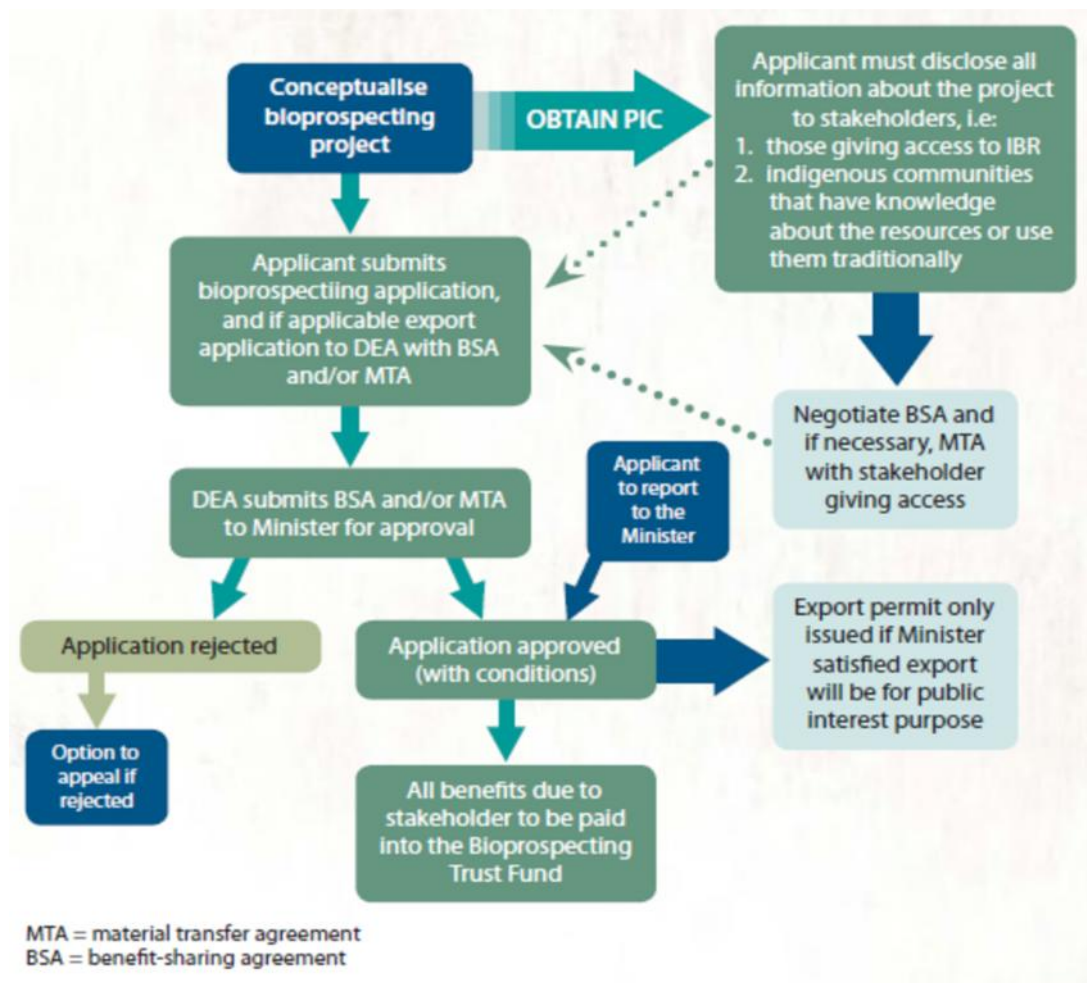 Conceptualise
bioprospecting
project
OBTAIN PIC
Applicant must disclose all
information about the project
to stakeholders, i.e:
1. those giving access to IBR
2. indigenous communities
that have knowledge
about the resources or use
them traditionally
Applicant submits
bioprospectiing application,
and if applicable export
application to DEA with BSA
and/or MTA
Negotiate BSA and
if necessary, MTA
with stakeholder
giving access
DEA submits BSA and/or MTA
to Minister for approval
Applicant
to report
to the
Minister
Application rejected
Application approved
(with conditions)
Export permit only
issued if Minister
satisfied export
will be for public
interest purpose
Option to
appeal if
rejected
All benefits due to
stakeholder to be paid
into the Bioprospecting
Trust Fund
MTA = material transfer agreement
BSA = benefit-sharing agreement